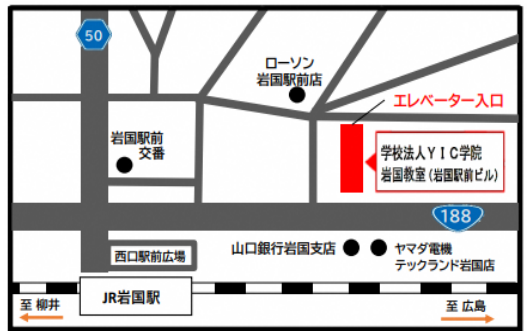 50
ローソン
岩国駅前店
エレベーター入口
岩国駅前
交番
学校法人ＹＩＣ学院
岩国教室（岩国駅前ビル）
188
西口駅前広場
山口銀行岩国支店
ヤマダ電機
テックランド岩国店
JR岩国駅
至 柳井
至 広島